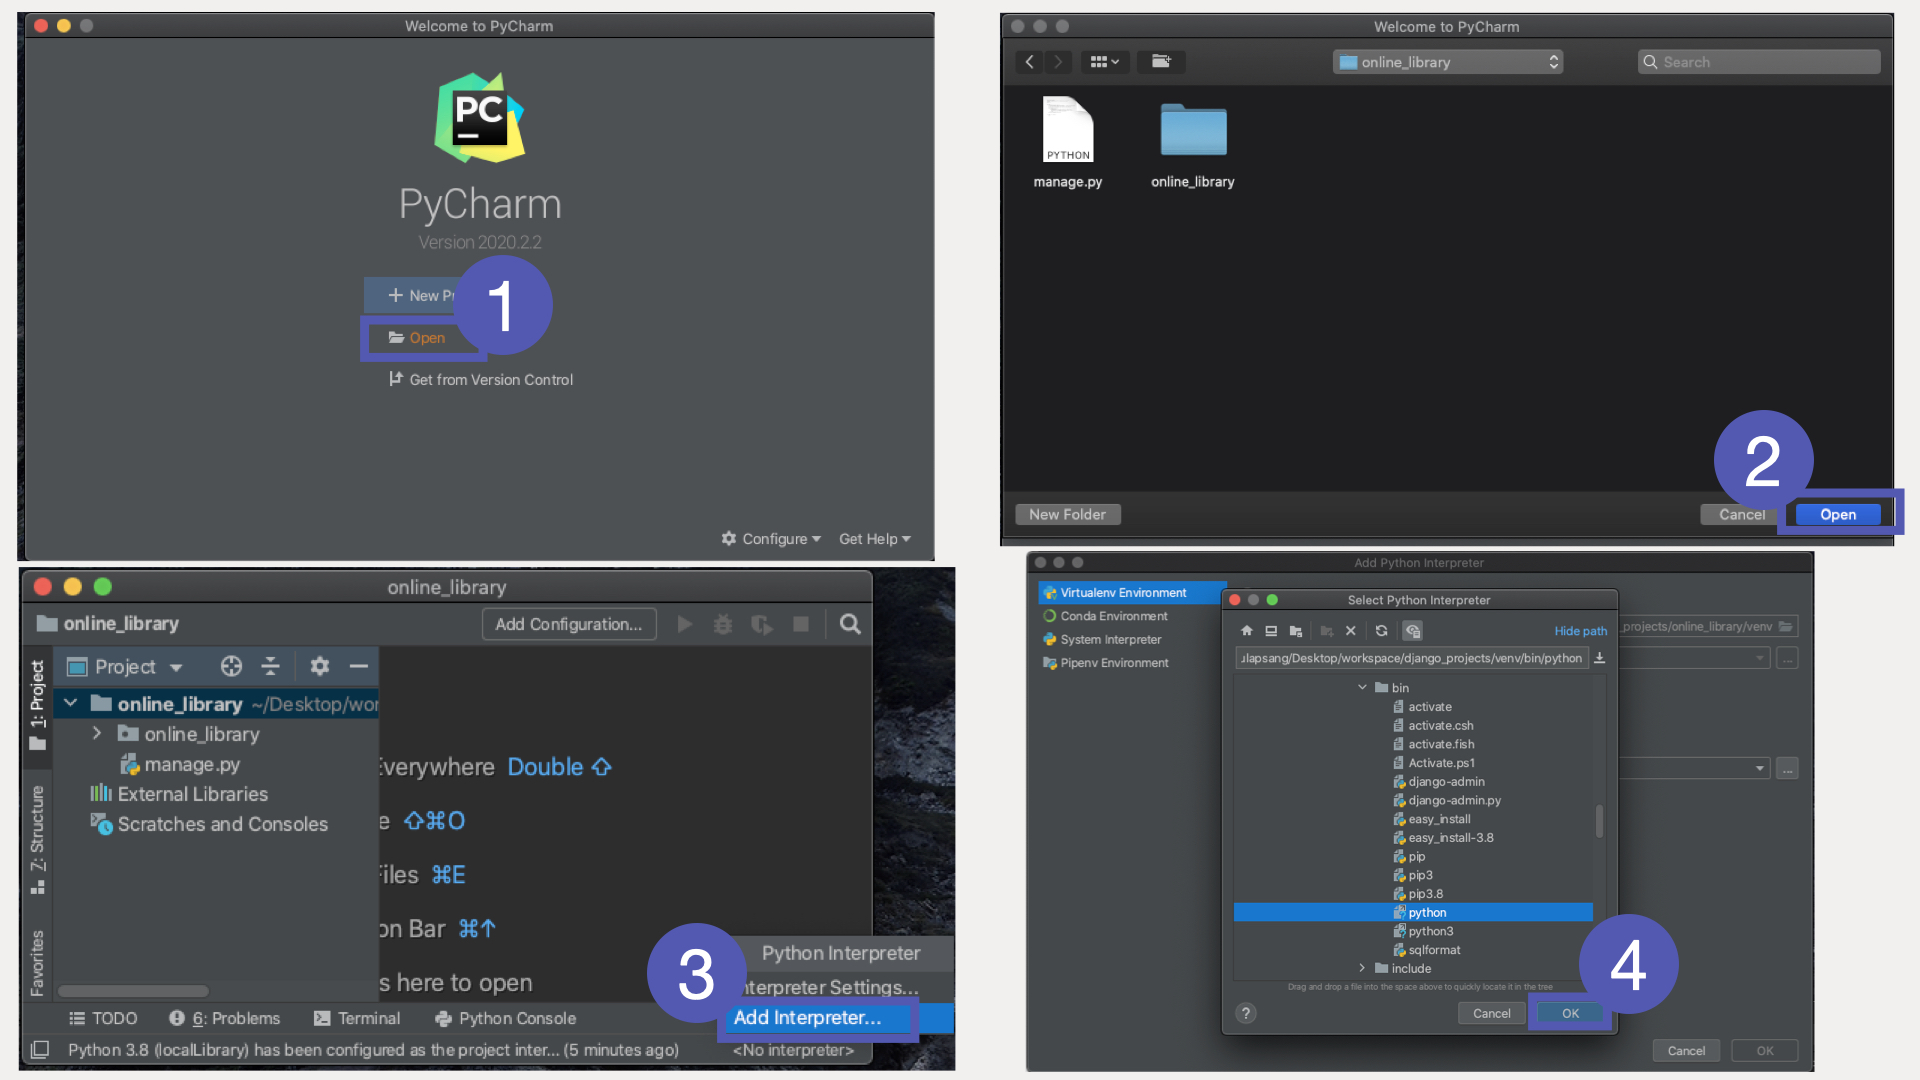 Welcome to PyCharm
PC
PyCharm
Version 2020.2.2
New P
1
Open
Get from Version Control
Configure
Get Help
Welcome to PyCharm
online_library
Search
PYTHON
manage.py
online_library
2
New Folder
Cancel
Open
online_library
online_library
Add Configuration...
1: Project
Project
online_library ~/Desktop/wor
online_library
manage.py
External Libraries
Scratches and Consoles
Z: Structure
Favorites
Everywhere Double ⇧
e ⇧⌘O
Files ⌘E
on Bar ⌘↑
s here to open
3
Python Interpreter
nterpreter Settings...
Add Interpreter...
TODO
6: Problems
Terminal
Python Console
Python 3.8 (localLibrary) has been configured as the project inter... (5 minutes ago)
<No interpreter>
Add Python Interpreter
Virtualenv Environment
Conda Environment
System Interpreter
Pipenv Environment
_projects/online_library/venv
...
...
Select Python Interpreter
Hide path
ılapsang/Desktop/workspace/django_projects/venv/bin/python
bin
activate
activate.csh
activate.fish
Activate.ps1
django-admin
django-admin.py
easy_install
easy_install-3.8
pip
pip3
pip3.8
python
python3
sqlformat
include
4
Drag and drop a file into the space above to quickly locate it in the tree
?
Cancel
OK
Cancel
OK